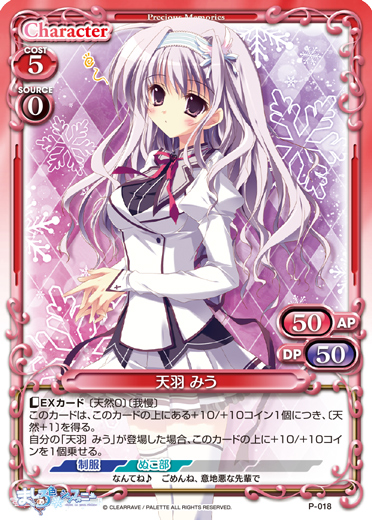 Precious Memories
Character
COST
5
SOURCE
0
50 AP
DP 50
天羽 みう
EXカード 〔天然0〕〔我慢〕
このカードは、このカードの上にある+10/+10コイン1個につき、〔天
然+1〕を得る。
自分の「天羽 みう」が登場した場合、このカードの上に+10/+10コイ
ンを1個乗せる。
制服 ぬこ部
なんてね♪ ごめんね、意地悪な先輩で
© CLEARRAVE / PALETTE ALL RIGHTS RESERVED.
P-018